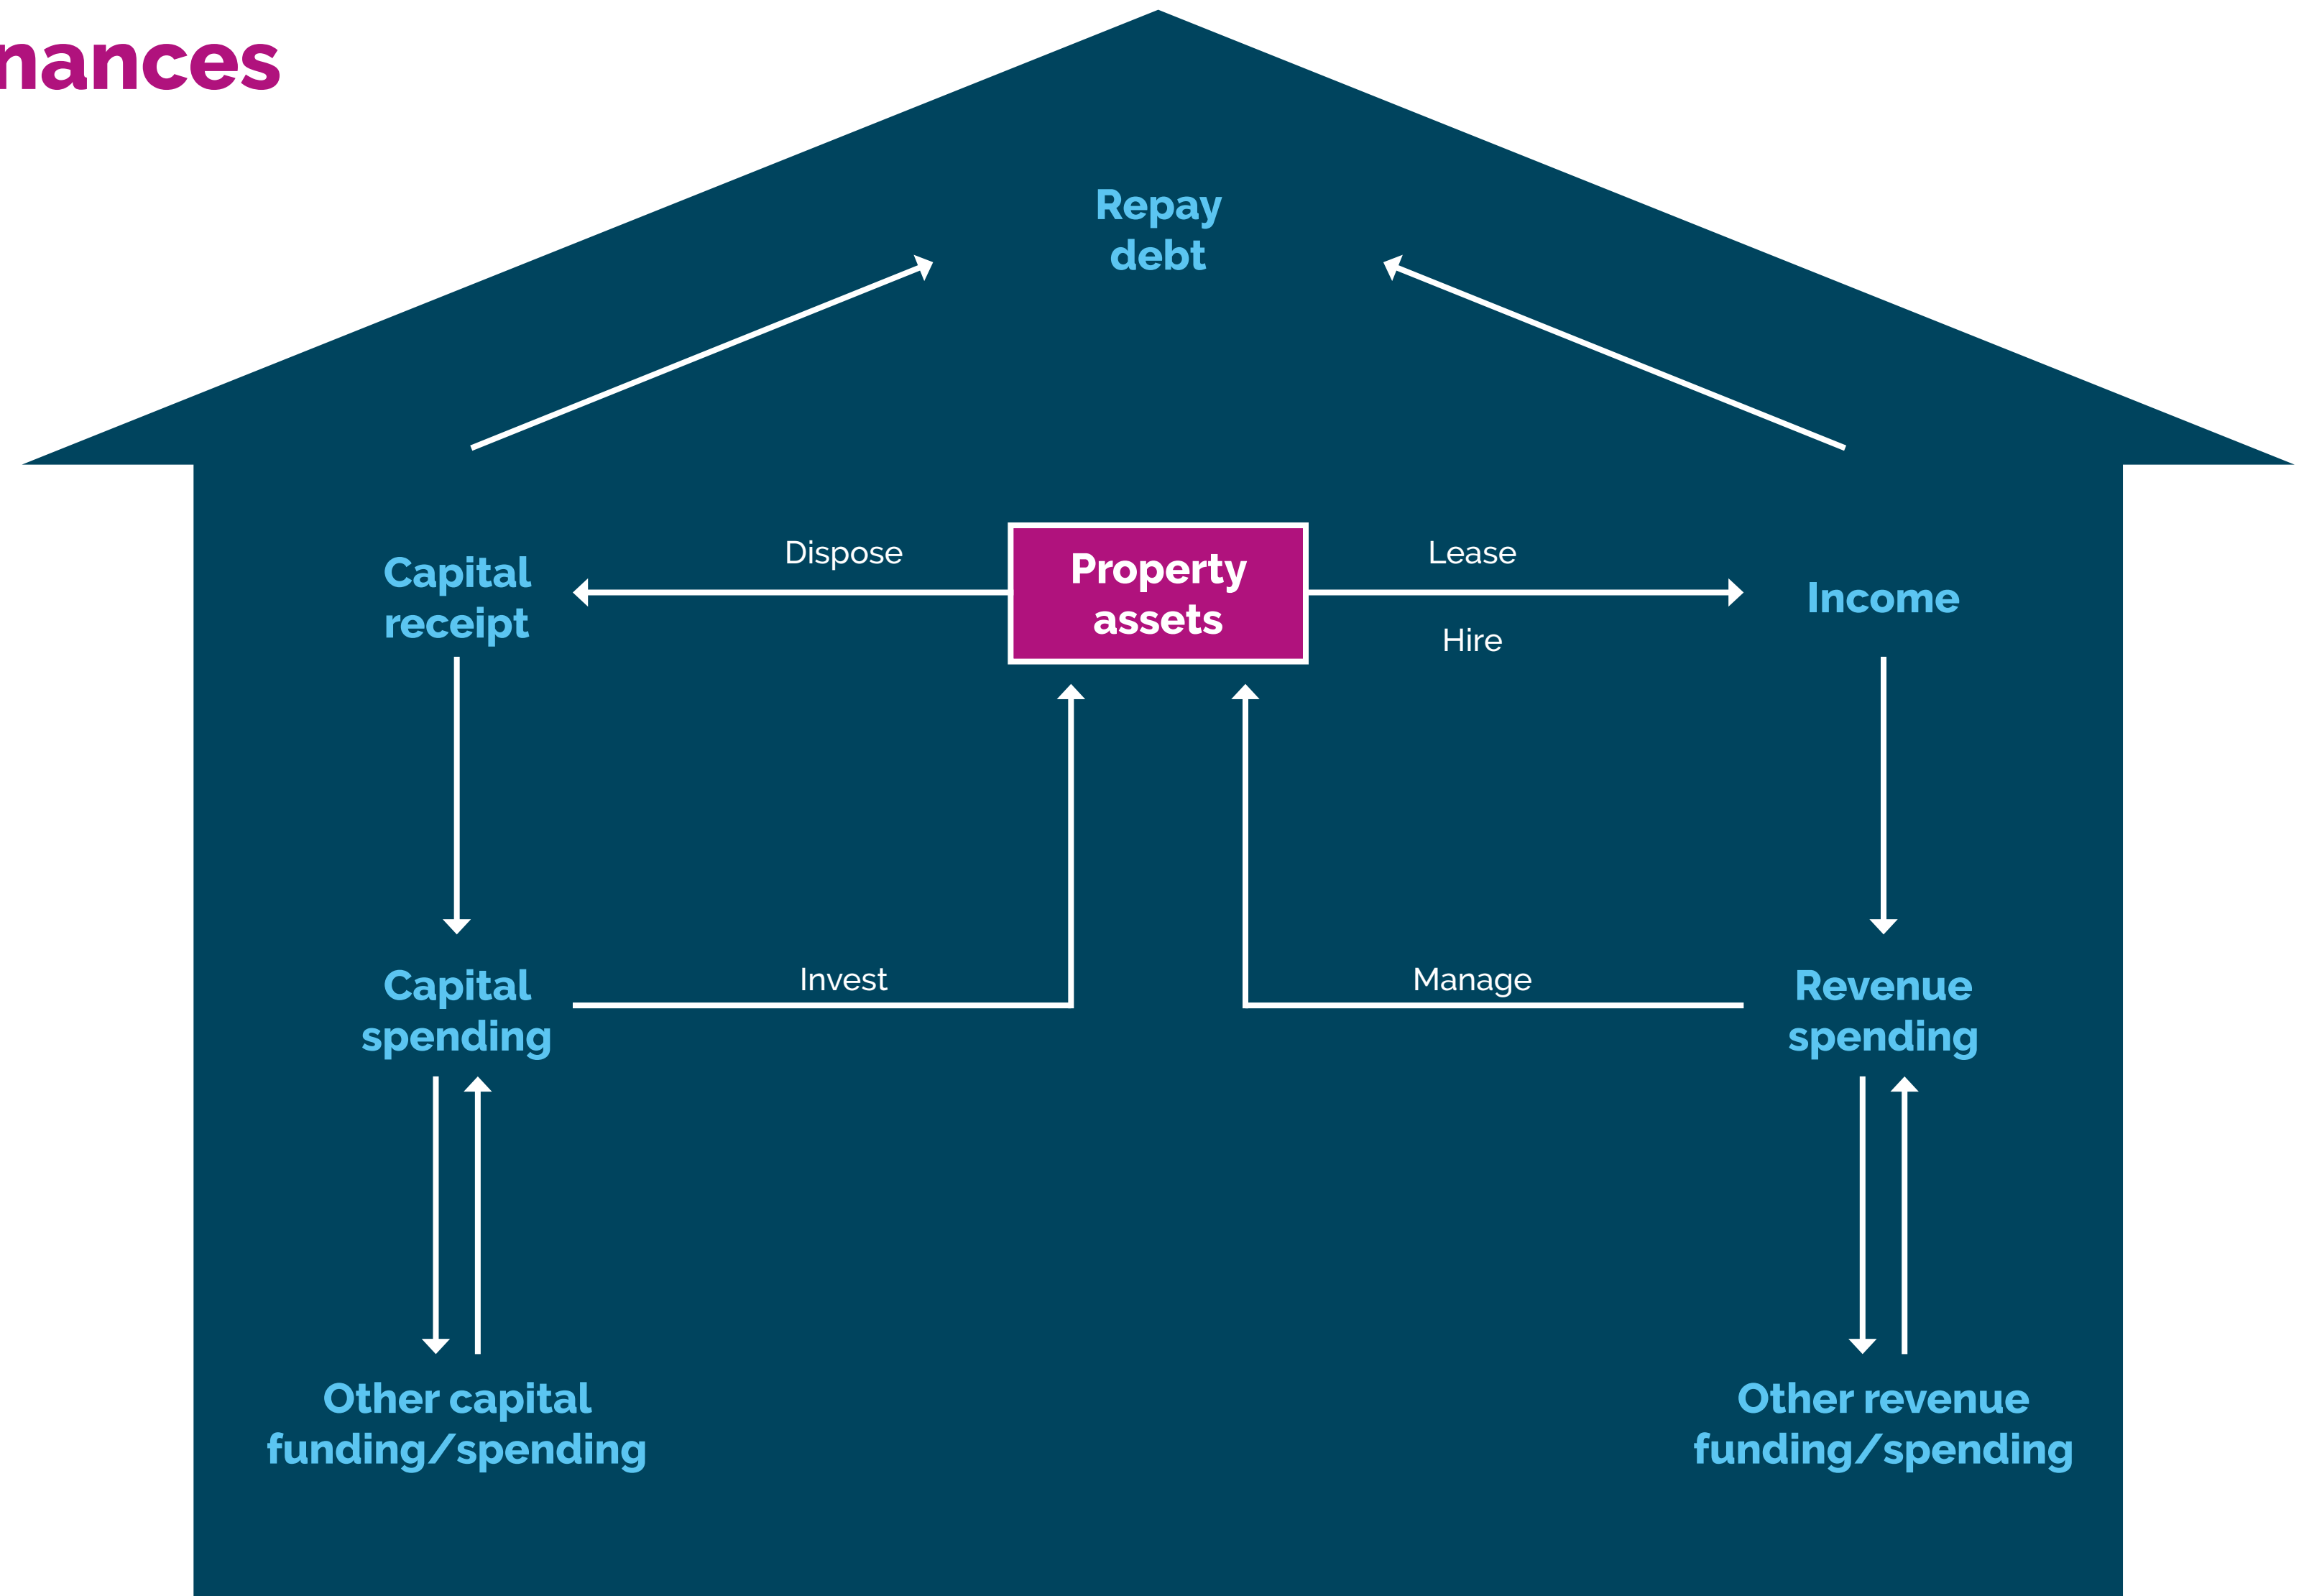 nances
Repay
debt
Capital
receipt
Dispose
Property
assets
Lease
Hire
Income
Capital
spending
Invest
Manage
Revenue
spending
Other capital
funding/spending
Other revenue
funding/spending